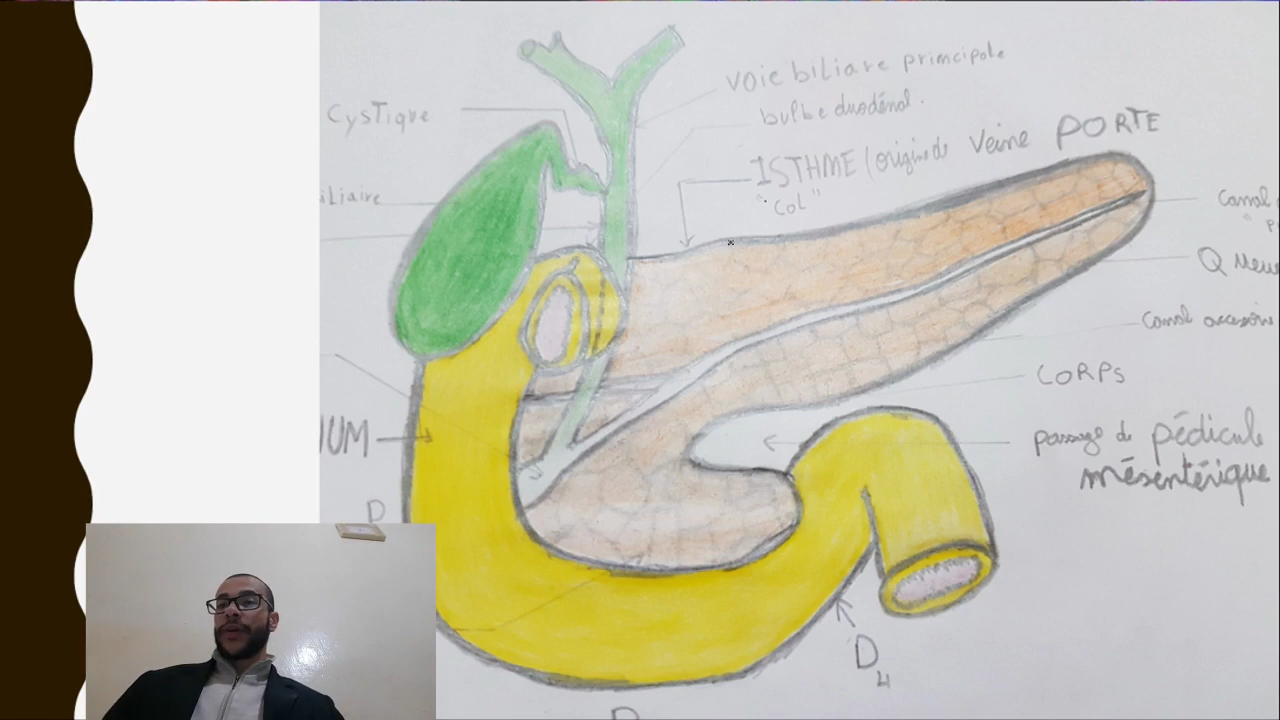 Voie biliaire principale
CysTique
bulbe duodénal.
ISTHME (origine de Veine PORTE
"Col"
iliaire
Canal
Canal accesoire
CORPS
IUM
passage de pédicule
mésentérique
D
D4